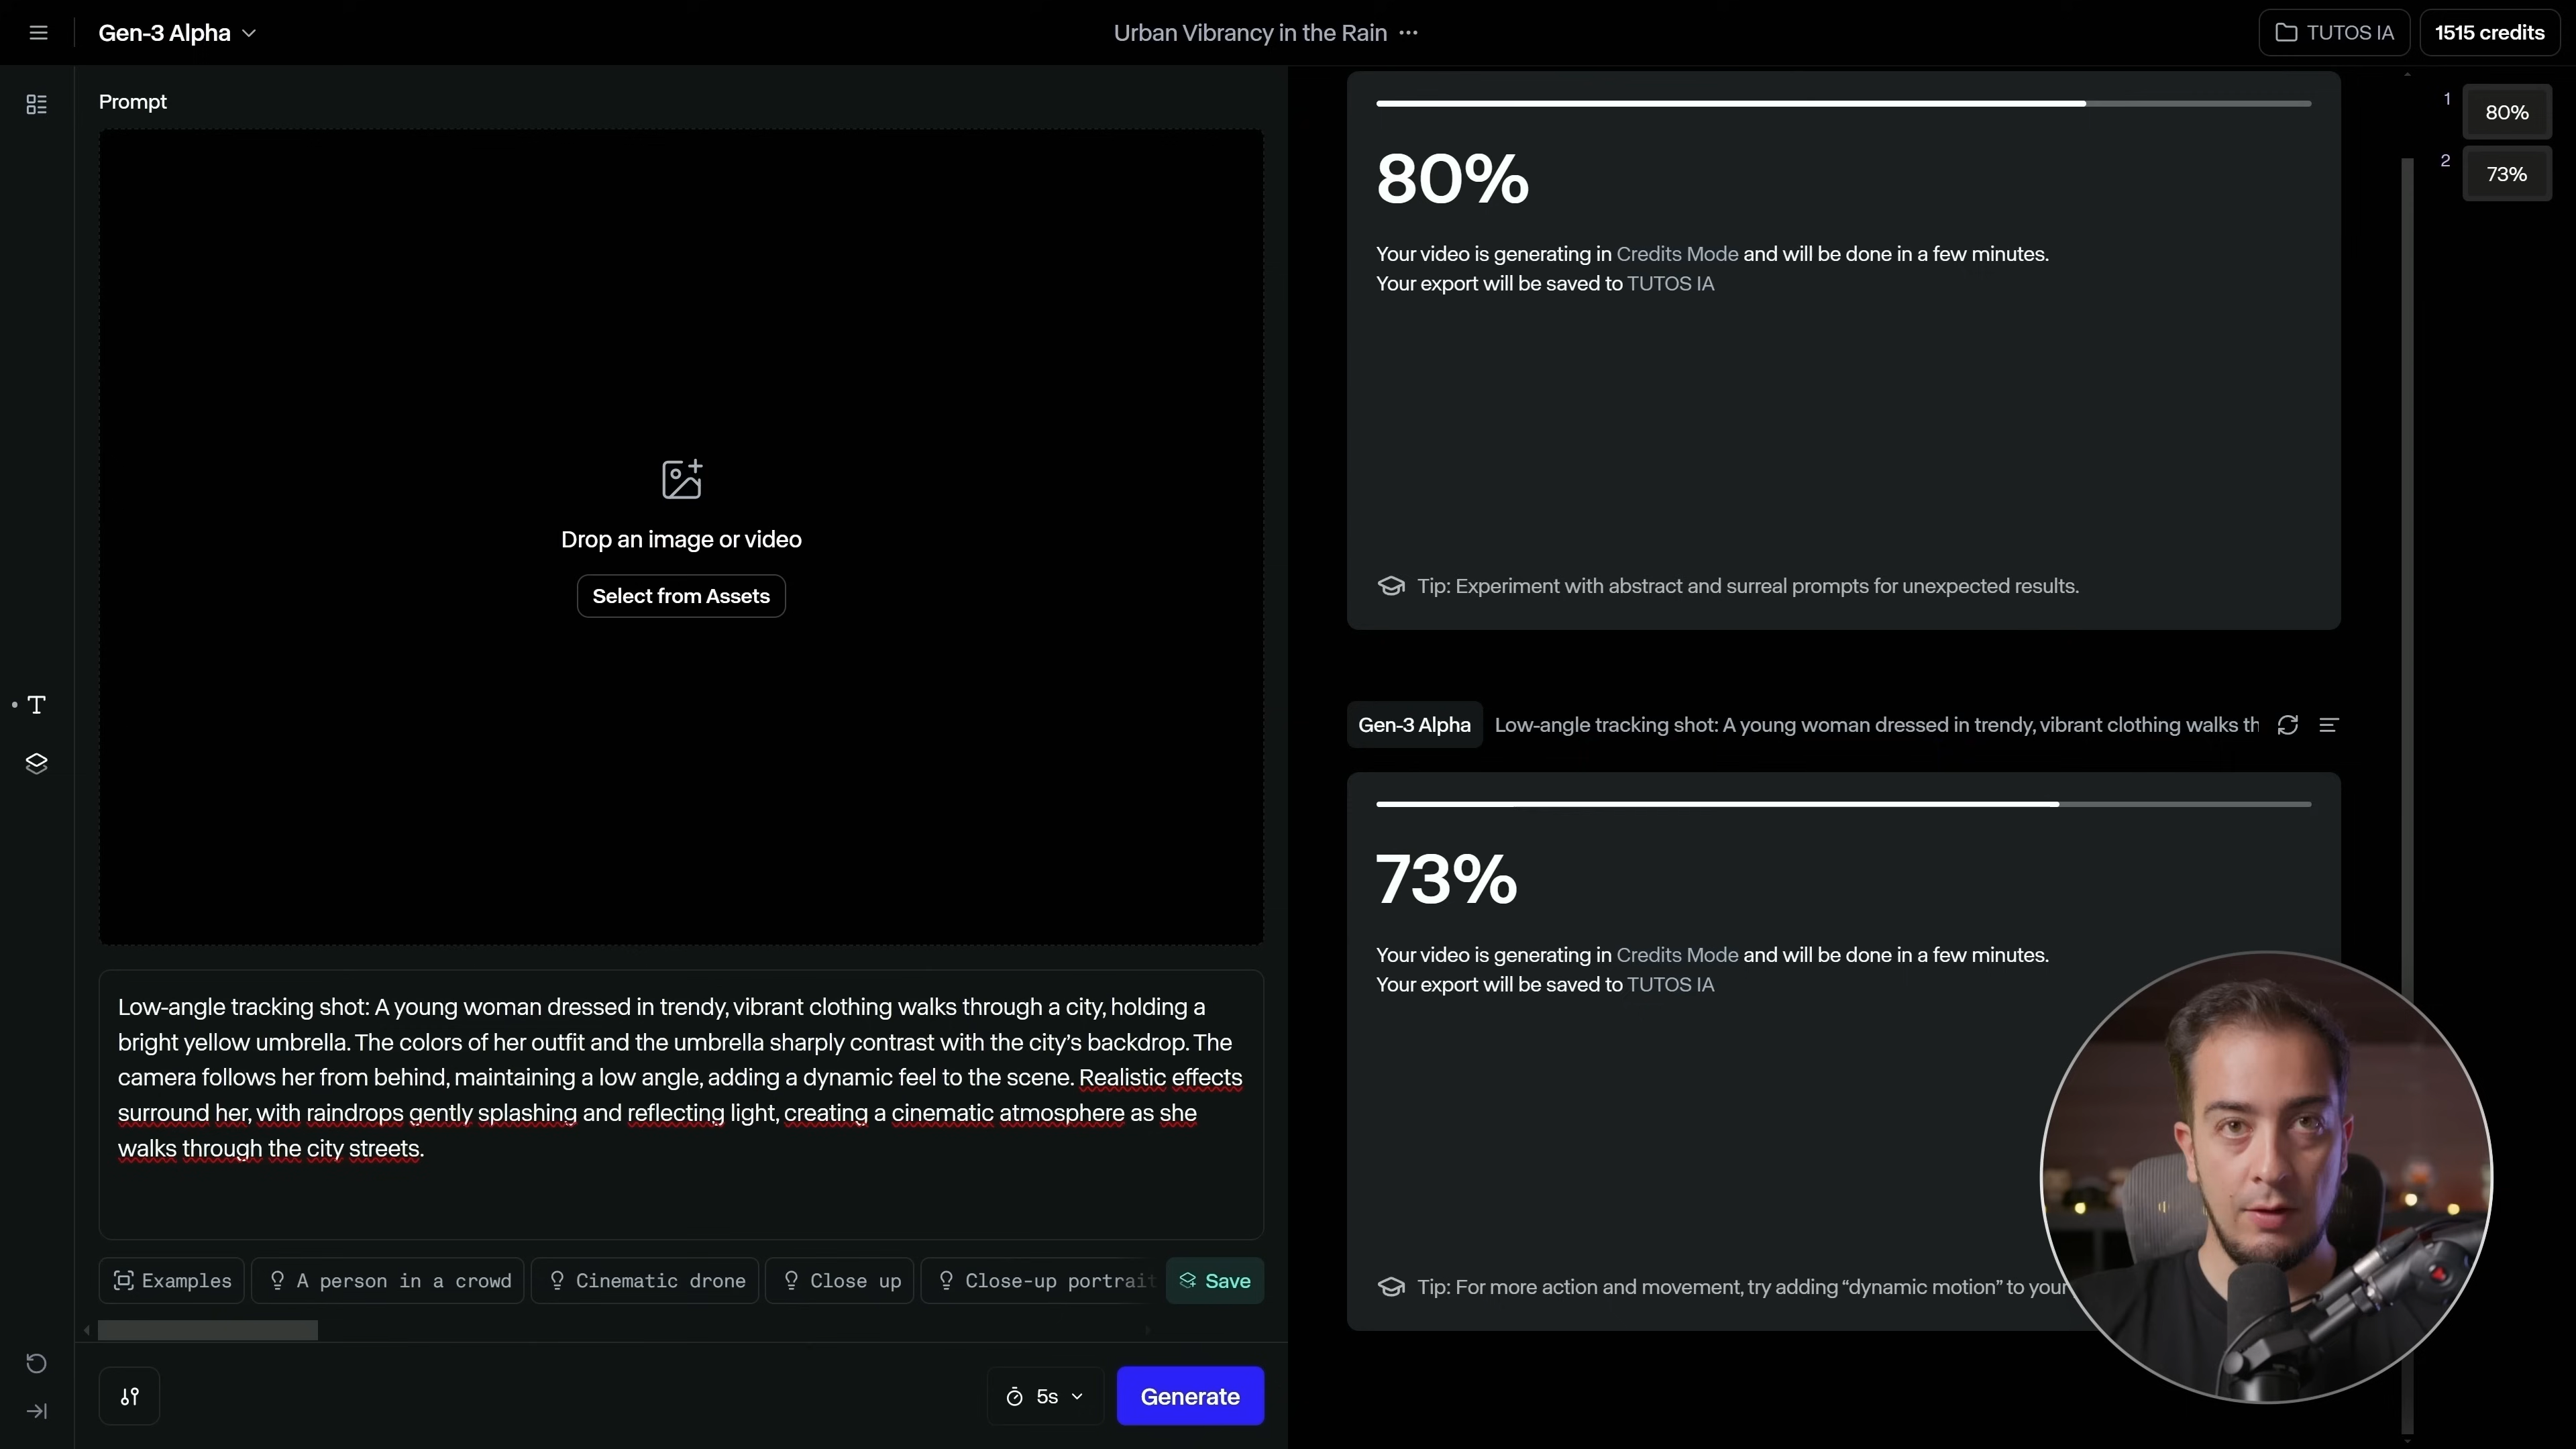 Gen-3 Alpha
Urban Vibrancy in the Rain
TUTOS IA
1515 credits
Prompt
Drop an image or video
Select from Assets
Low-angle tracking shot: A young woman dressed in trendy, vibrant clothing walks through a city, holding a
bright yellow umbrella. The colors of her outfit and the umbrella sharply contrast with the city’s backdrop. The
camera follows her from behind, maintaining a low angle, adding a dynamic feel to the scene. Realistic effects
surround her, with raindrops gently splashing and reflecting light, creating a cinematic atmosphere as she
walks through the city streets.
Examples
A person in a crowd
Cinematic drone
Close up
Close-up portrait
Save
5s
Generate
80%
Your video is generating in Credits Mode and will be done in a few minutes.
Your export will be saved to TUTOS IA
Tip: Experiment with abstract and surreal prompts for unexpected results.
Gen-3 Alpha
Low-angle tracking shot: A young woman dressed in trendy, vibrant clothing walks th
73%
Your video is generating in Credits Mode and will be done in a few minutes.
Your export will be saved to TUTOS IA
Tip: For more action and movement, try adding “dynamic motion” to your
1
80%
2
73%